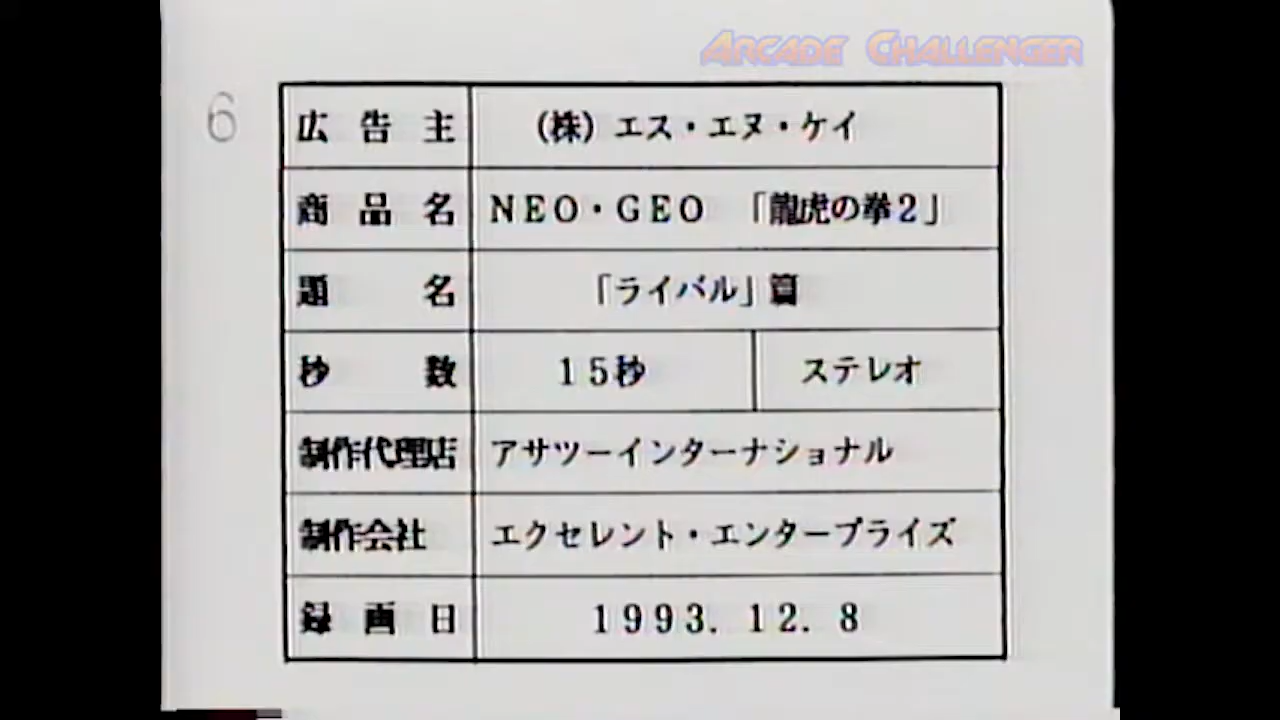 ARCADE CHALLENGER
6
広告主 (株)エス・エヌ・ケイ
商品名 NEO・GEO 「龍虎の拳2」
題名 「ライバル」篇
秒数 15秒 ステレオ
制作代理店 アサツーインターナショナル
制作会社 エクセレント・エンタープライズ
録画日 1993.12.8